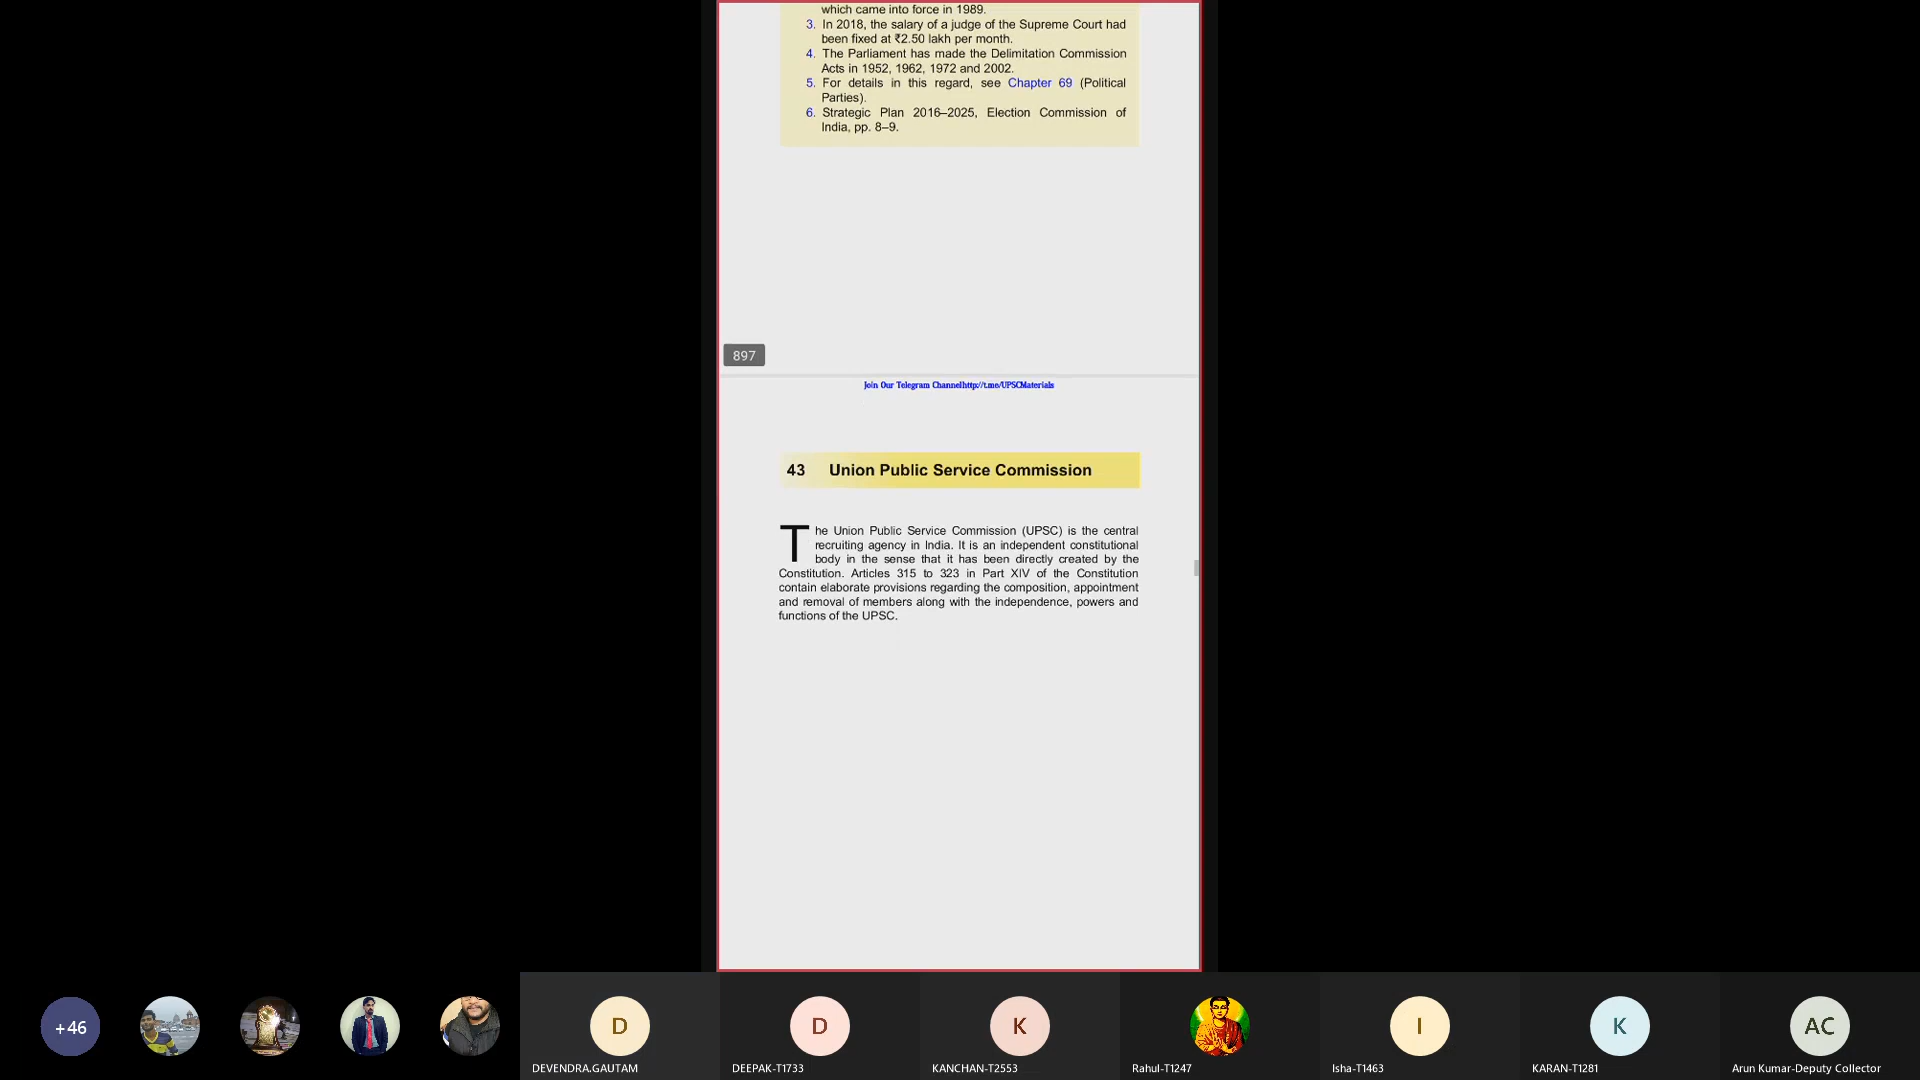 which came into force in 1989.
3. In 2018, the salary of a judge of the Supreme Court had
been fixed at ₹2.50 lakh per month.
4. The Parliament has made the Delimitation Commission
Acts in 1952, 1962, 1972 and 2002.
5. For details in this regard, see Chapter 69 (Political
Parties).
6. Strategic Plan 2016–2025, Election Commission of
India, pp. 8–9.
897
Join Our Telegram Channelhttp://t.me/UPSCMaterials
43 Union Public Service Commission
The Union Public Service Commission (UPSC) is the central
recruiting agency in India. It is an independent constitutional
body in the sense that it has been directly created by the
Constitution. Articles 315 to 323 in Part XIV of the Constitution
contain elaborate provisions regarding the composition, appointment
and removal of members along with the independence, powers and
functions of the UPSC.
+46
D
D
K
I
K
AC
DEVENDRA.GAUTAM
DEEPAK-T1733
KANCHAN-T2553
Rahul-T1247
Isha-T1463
KARAN-T1281
Arun Kumar-Deputy Collector